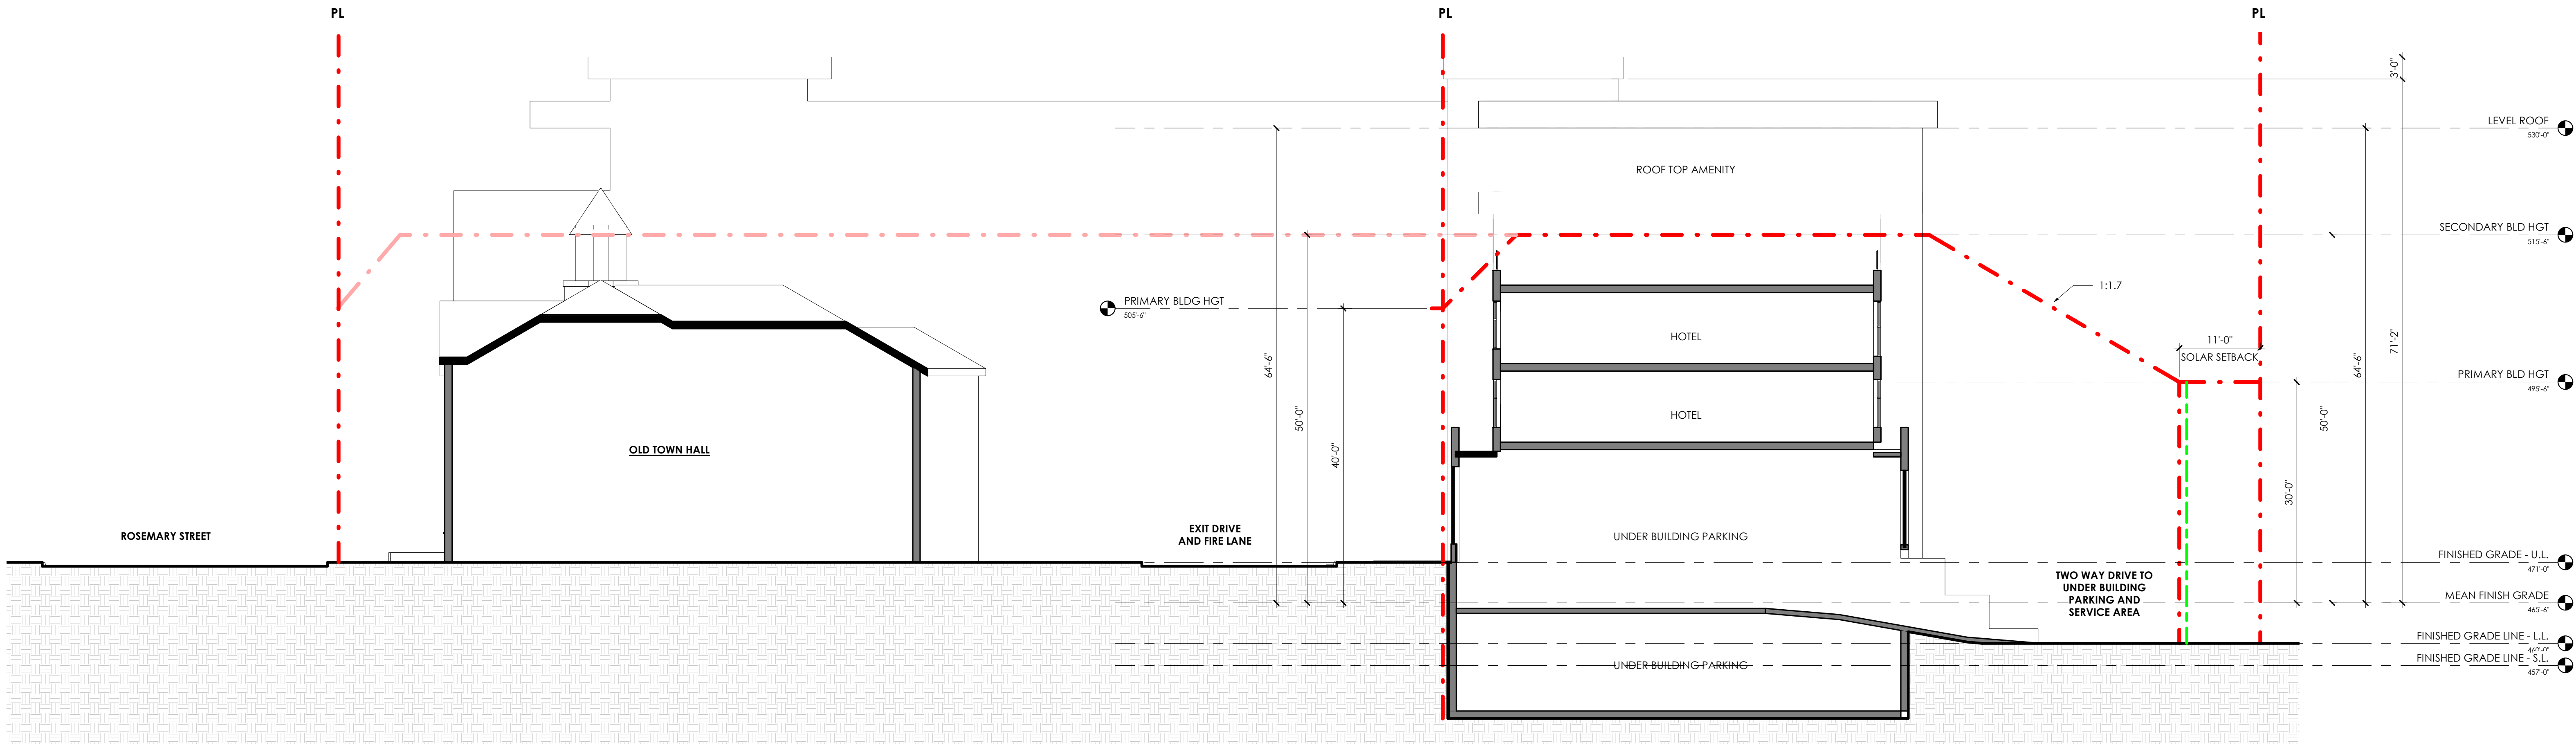 PL
PL
PL
3'-0"
LEVEL ROOF
530'-0"
ROOF TOP AMENITY
SECONDARY BLD HGT
515'-6"
1:1.7
PRIMARY BLDG HGT
505'-6"
HOTEL
11'-0"
SOLAR SETBACK
64'-6"
64'-6"
71'-2"
PRIMARY BLD HGT
495'-6"
HOTEL
50'-0"
50'-0"
40'-0"
OLD TOWN HALL
30'-0"
ROSEMARY STREET
EXIT DRIVE
AND FIRE LANE
UNDER BUILDING PARKING
FINISHED GRADE - U.L.
471'-0"
TWO WAY DRIVE TO
UNDER BUILDING
PARKING AND
SERVICE AREA
MEAN FINISH GRADE
465'-6"
FINISHED GRADE LINE - L.L.
460'-0"
UNDER BUILDING PARKING
FINISHED GRADE LINE - S.L.
457'-0"